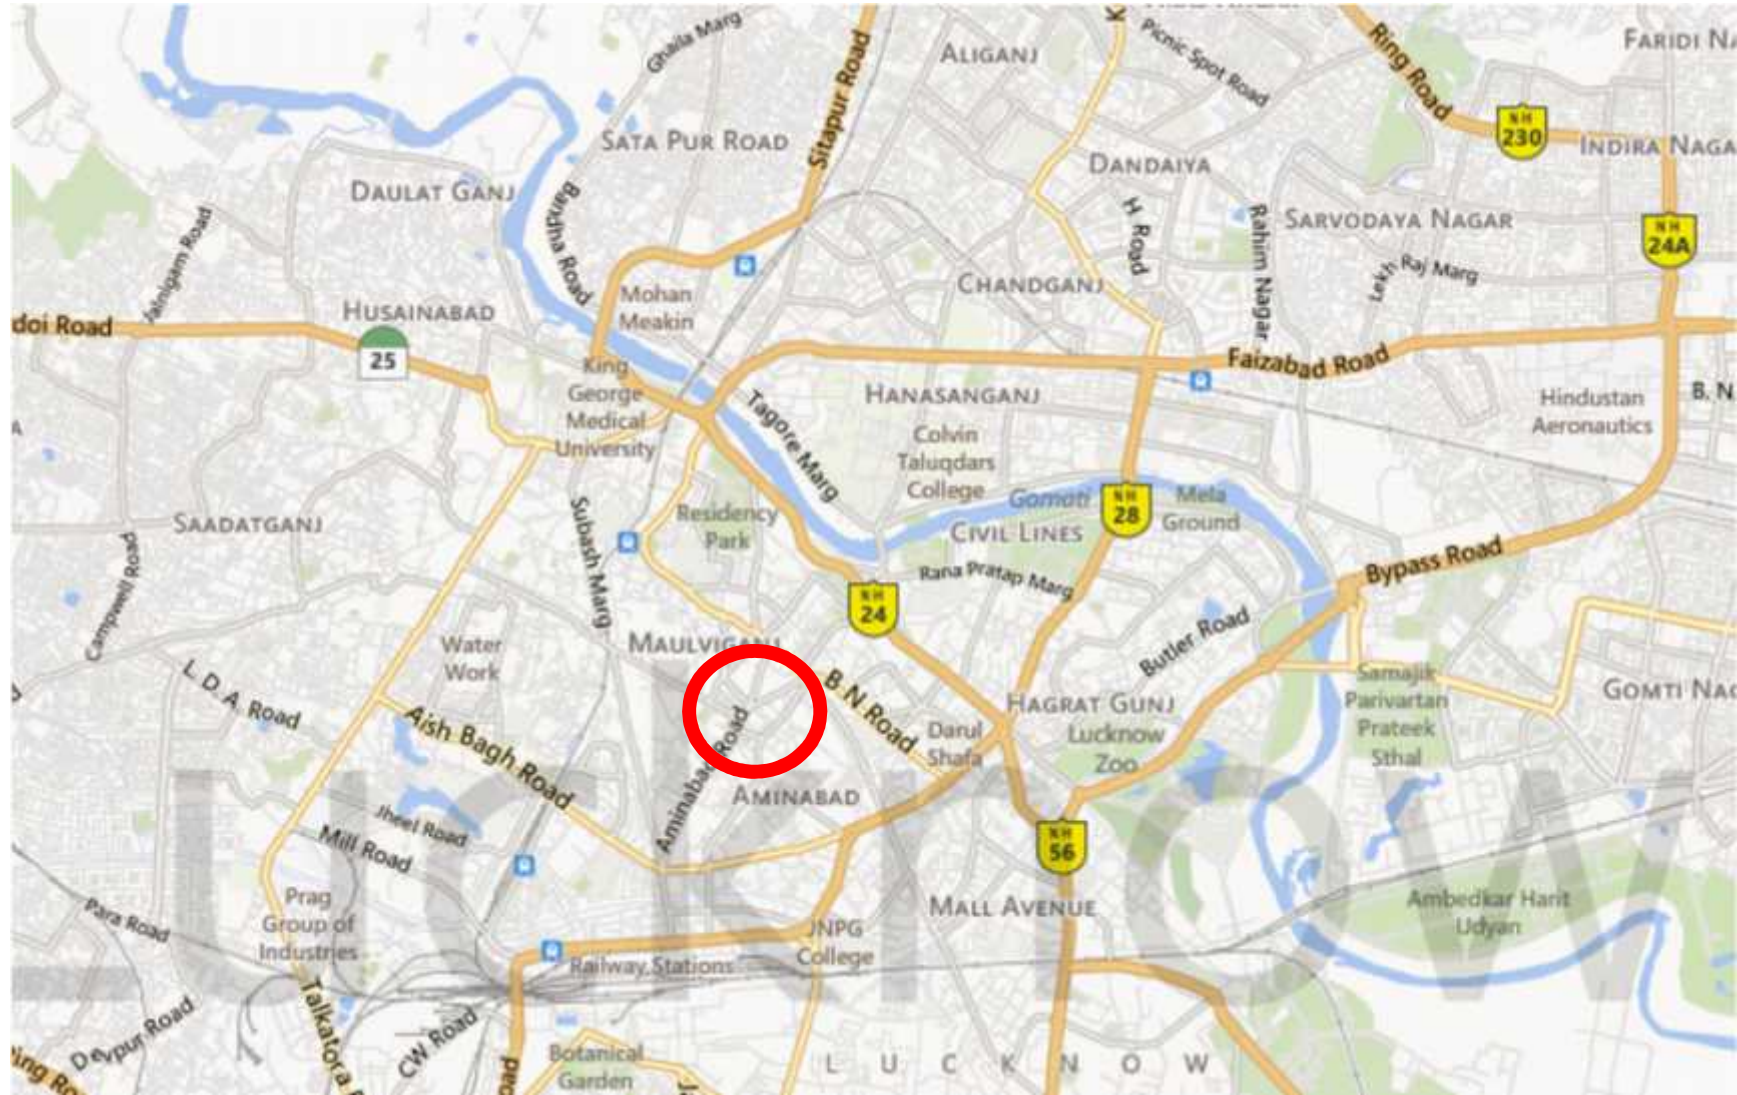 Ghaila Marg
Sitapur Road
ALIGANJ
Picnic Spot Road
Ring Road
NH
230
INDIRA NAGA
SATA PUR ROAD
DAULAT GANJ
DANDAIYA
Bandha Road
H Road
Rahim Nagar
SARVODAYA NAGAR
NH
24A
Jalnigam Road
Lekh Raj Marg
CHANDGANJ
Mohan
Meakin
HUSAINABAD
doi Road
25
King
George
Medical
University
Faizabad Road
HANASANGANJ
Tagore Marg
Hindustan
Aeronautics
B. N
Colvin
Taluqdars
College
Gomati
NH
28
Mela
Ground
Residency
Park
SAADATGANJ
Subash Marg
CIVIL LINES
Rana Pratap Marg
Bypass Road
Campwell Road
NH
24
Butler Road
Water
Work
MAULVIGANJ
L. D. A. Road
B N Road
HAGRAT GUNJ
Samajik
Parivartan
Prateek
Sthal
GOMTI NAG
Aish Bagh Road
Aminabad Road
Darul
Shafa
Lucknow
Zoo
AMINABAD
Jheel Road
Mill Road
NH
56
Prag
Group of
Industries
Para Road
MALL AVENUE
Ambedkar Harit
Udyan
JNPG
College
Railway Stations
Lucknow
Devpur Road
Talkatora
CW Road
Botanical
Garden
LUCKNOW